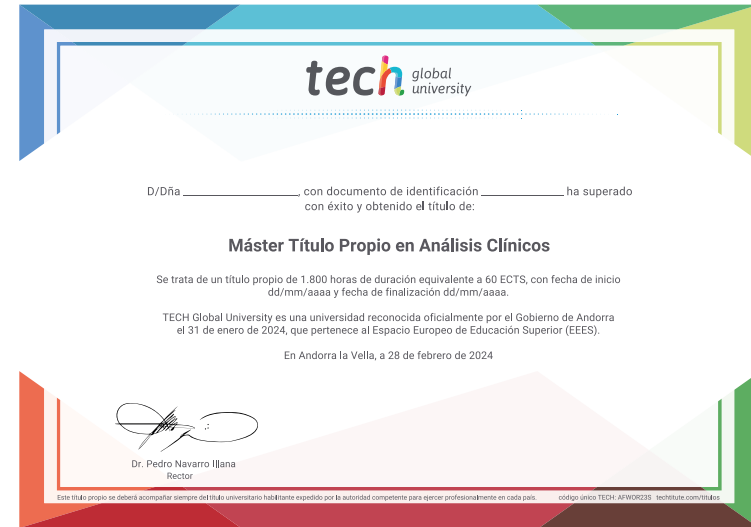 tech global university
D/Dña ____________________, con documento de identificación ______________ ha superado
con éxito y obtenido el título de:
Máster Título Propio en Análisis Clínicos
Se trata de un título propio de 1.800 horas de duración equivalente a 60 ECTS, con fecha de inicio
dd/mm/aaaa y fecha de finalización dd/mm/aaaa.
TECH Global University es una universidad reconocida oficialmente por el Gobierno de Andorra
el 31 de enero de 2024, que pertenece al Espacio Europeo de Educación Superior (EEES).
En Andorra la Vella, a 28 de febrero de 2024
Dr. Pedro Navarro Illana
Rector
Este título propio se deberá acompañar siempre del título universitario habilitante expedido por la autoridad competente para ejercer profesionalmente en cada país. código único TECH: AFWOR23S techtitute.com/titulos